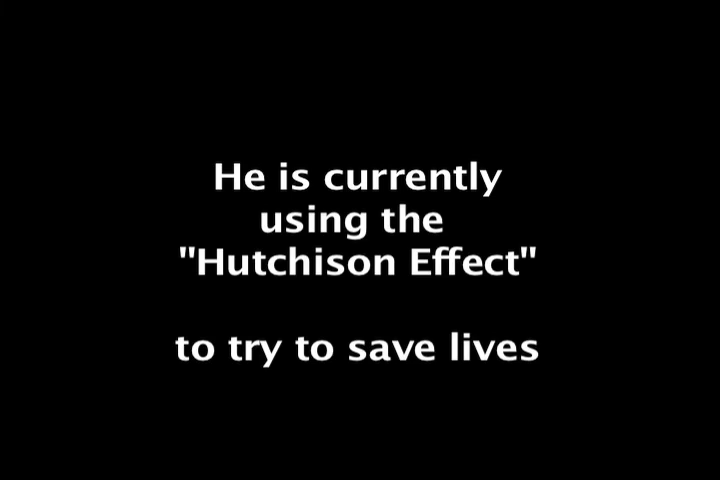 He is currently
using the
"Hutchison Effect"
to try to save lives